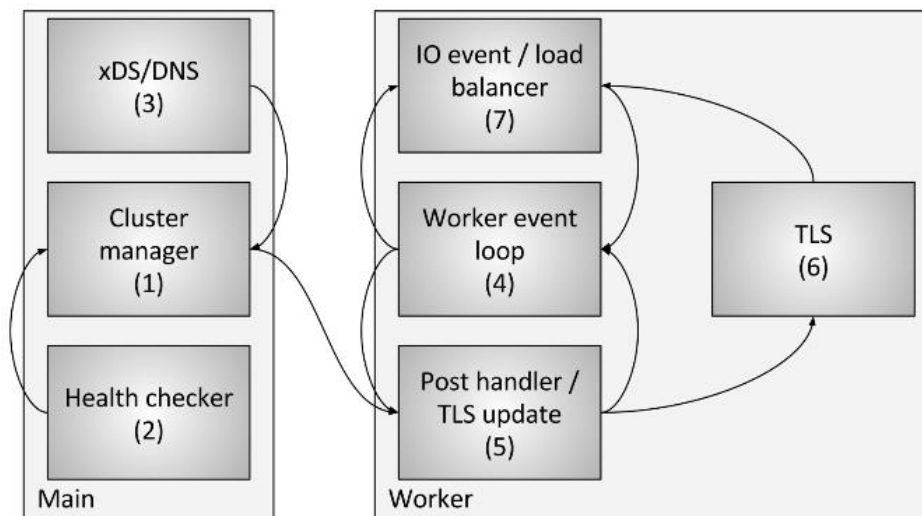 xDS/DNS
(3)
Cluster
manager
(1)
Health checker
(2)
Main
IO event / load
balancer
(7)
Worker event
loop
(4)
Post handler /
TLS update
(5)
TLS
(6)
Worker